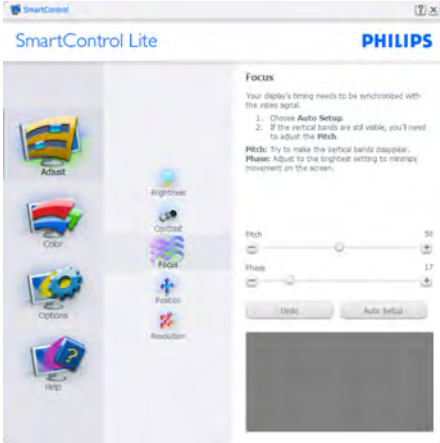 SmartControl
SmartControl Lite
PHILIPS
Adjust
Color
Options
Help
Brightness
Contrast
Focus
Position
Resolution
Focus
Your display's timing needs to be synchronized with
the video signal.
1. Choose Auto Setup.
2. If the vertical bands are still visible, you'll need
to adjust the Pitch.
Pitch: Try to make the vertical bands disappear.
Phase: Adjust to the brightest setting to minimize
movement on the screen.
Pitch 50
Phase 17
Undo Auto Setup